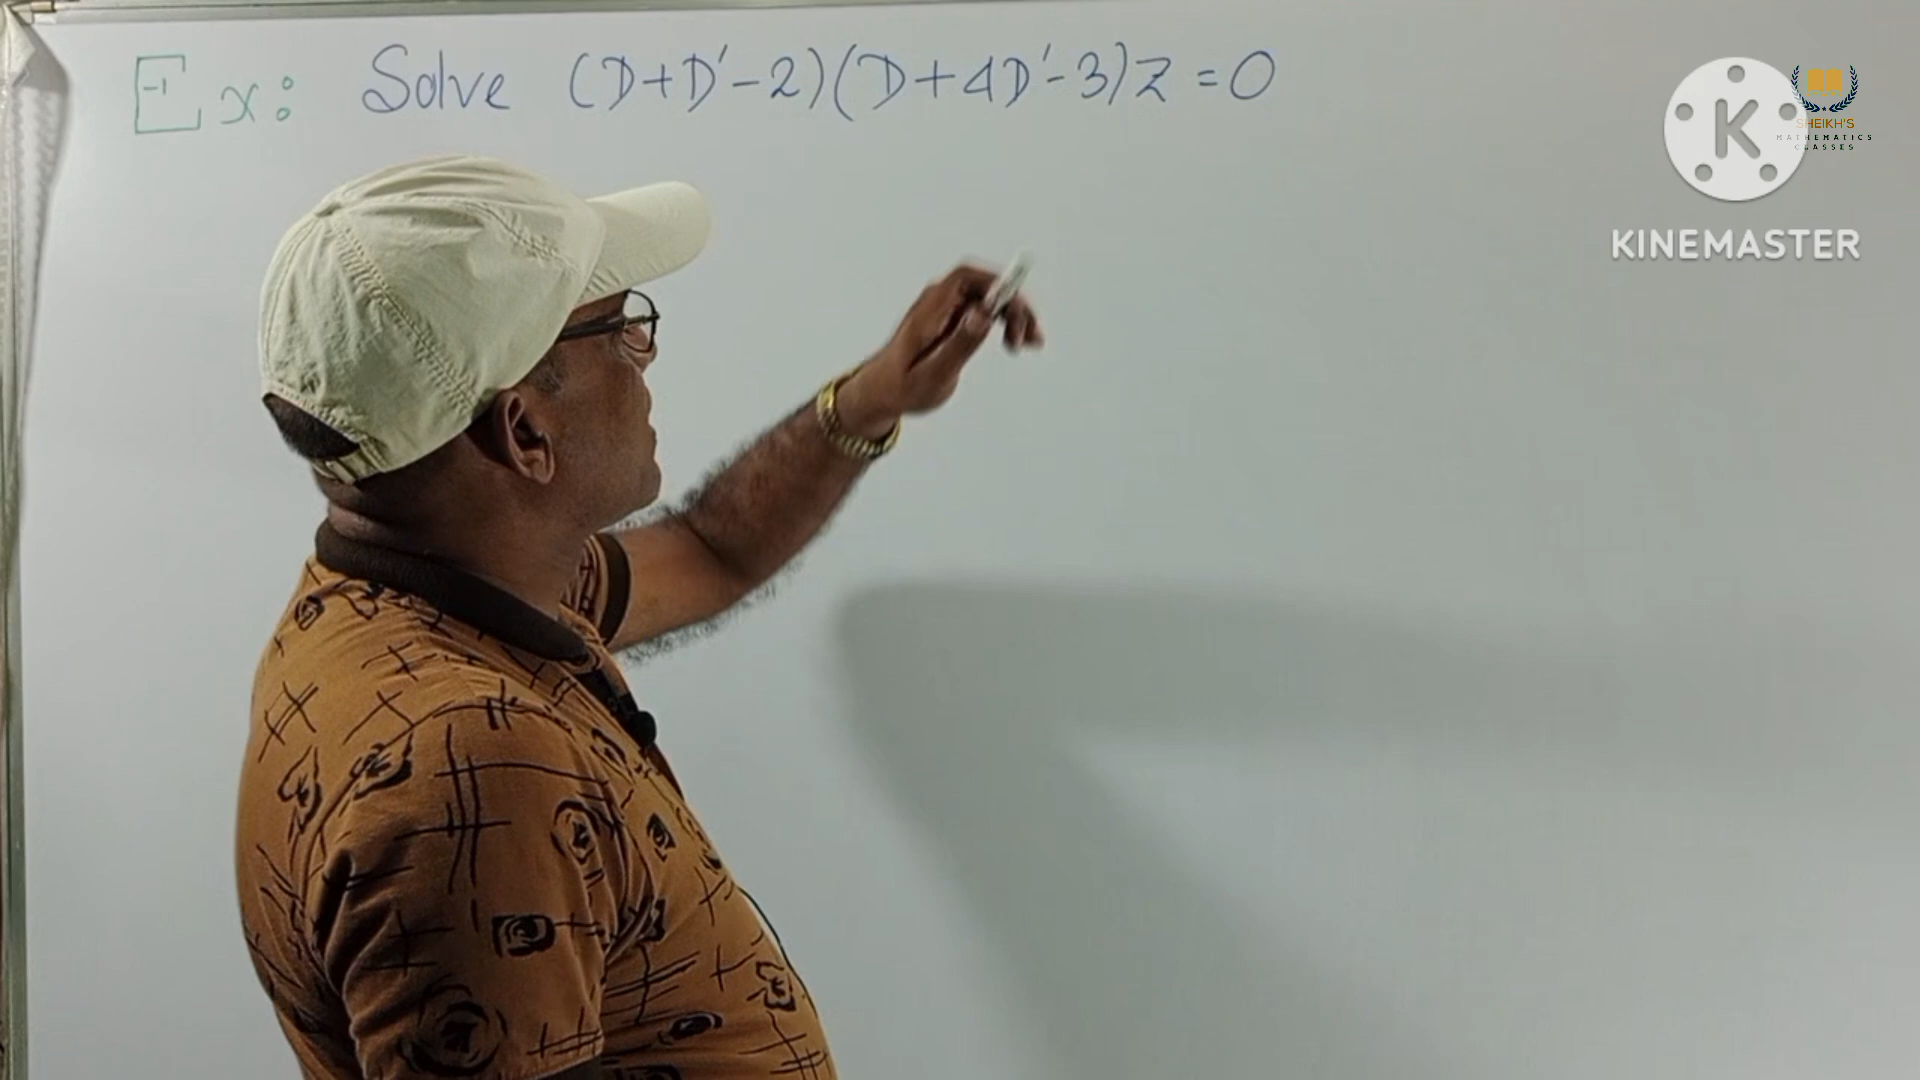 Ex: Solve (D+D'-2)(D+4D'-3)Z=0
K
KINEMASTER
SHEIKH'S
MATHEMATICS
CLASSES